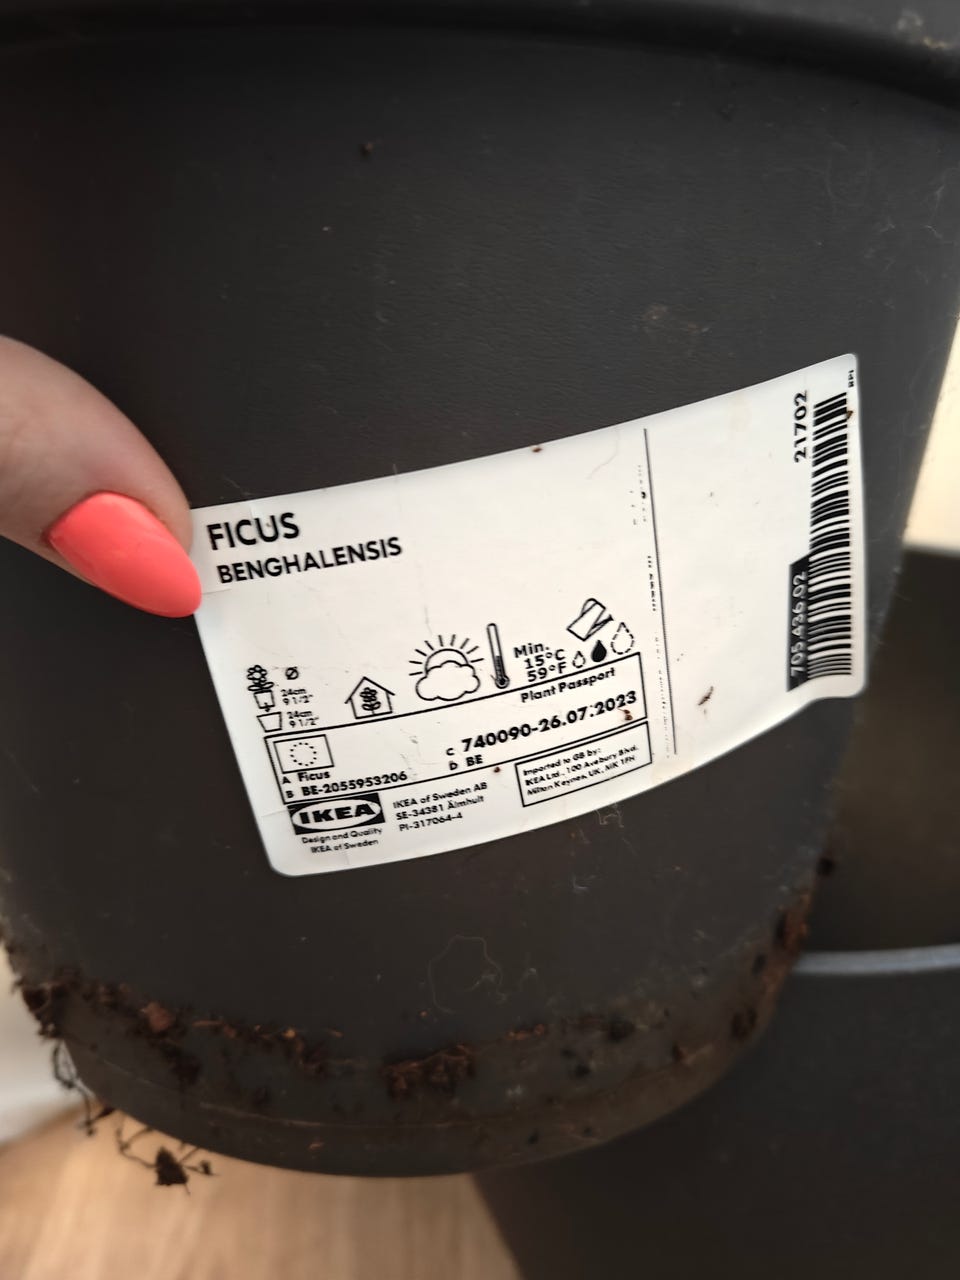 FICUS
BENGHALENSIS
Ø
24cm
9 1/2"
24cm
9 1/2"
Min.
15°C
59°F
Plant Passport
A Ficus
B BE-2055953206
C 740090-26.07.2023
D BE
IKEA
Design and Quality
IKEA of Sweden
IKEA of Sweden AB
SE-34381 Älmhult
PI-317064-4
Imported to GB by:
IKEA Ltd., 100 Avebury Blvd.
Milton Keynes, UK, MK 1FH
21702
705.436.02